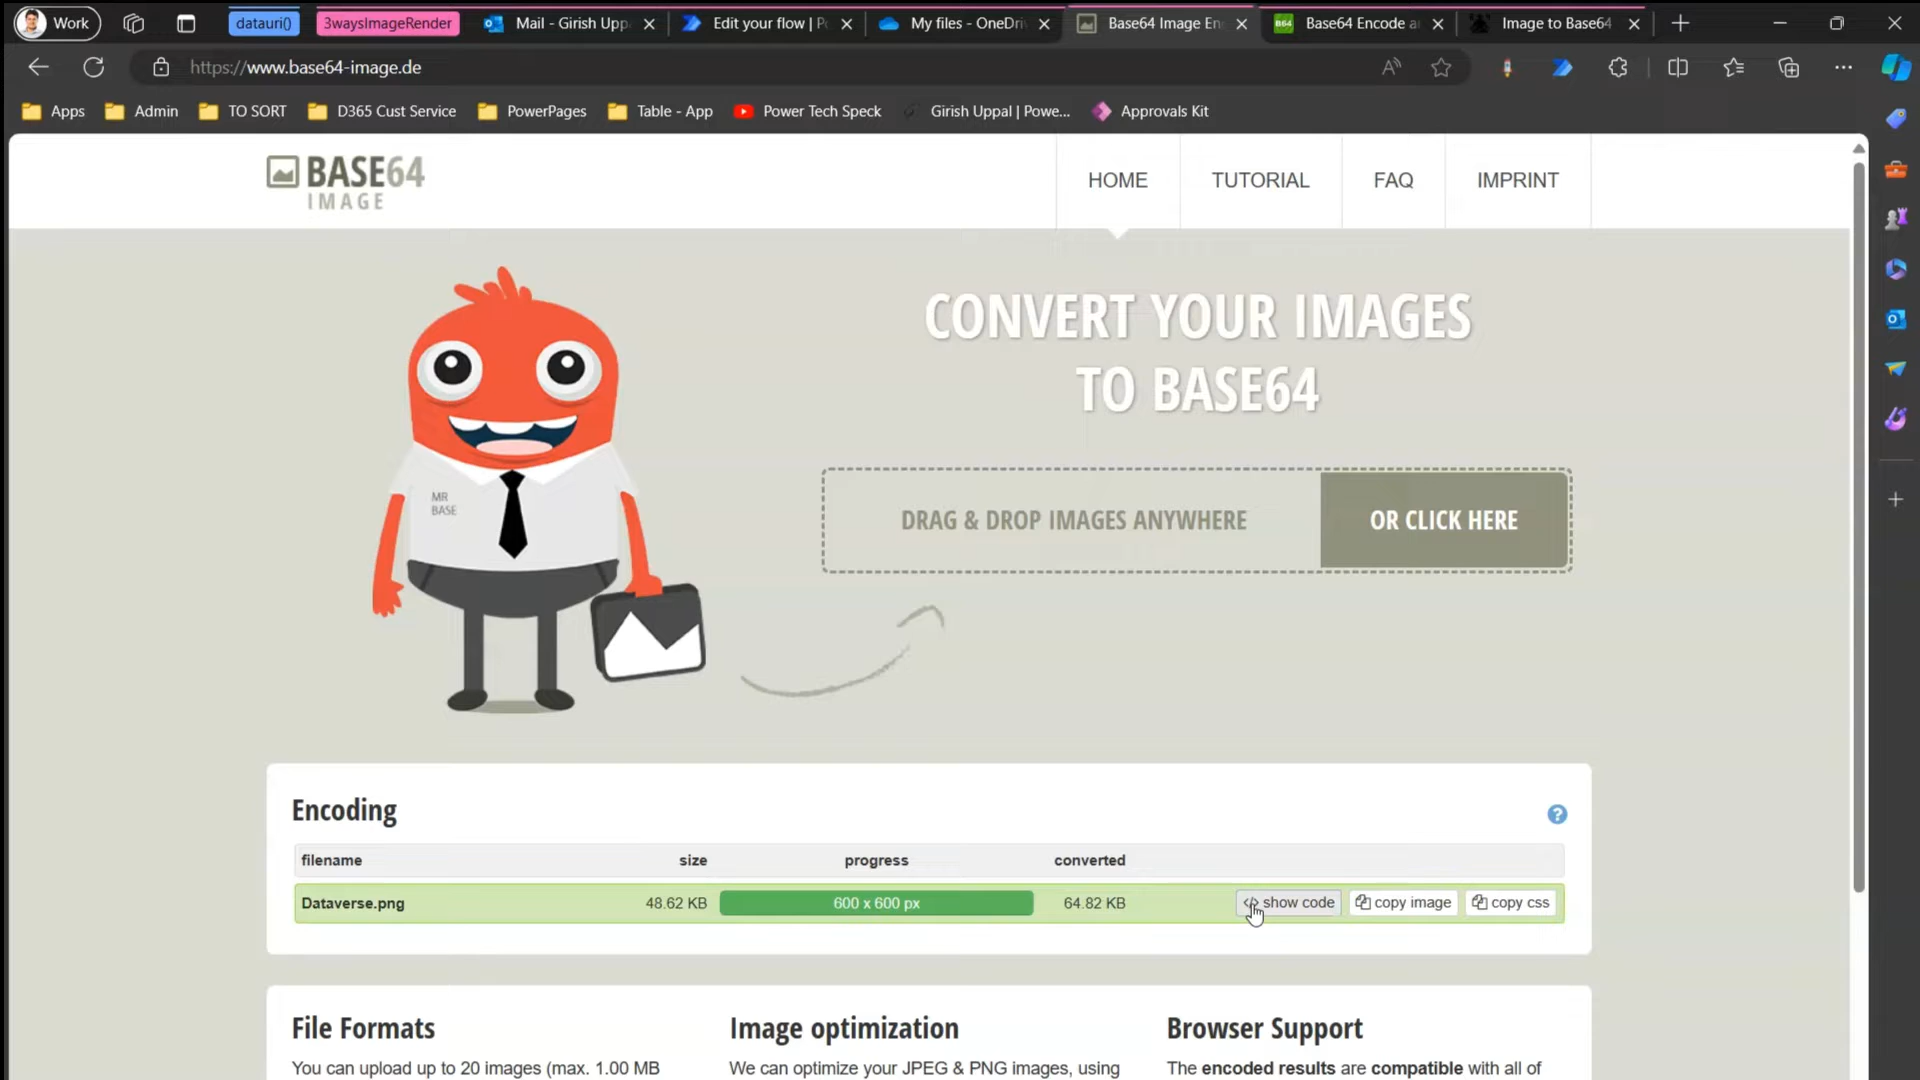 Work
datauri()
3waysImageRender
Mail - Girish Upp
Edit your flow | P
My files - OneDri
Base64 Image En
B64
Base64 Encode a
Image to Base64
https://www.base64-image.de
Apps
Admin
TO SORT
D365 Cust Service
PowerPages
Table - App
Power Tech Speck
Girish Uppal | Powe...
Approvals Kit
BASE64
IMAGE
HOME
TUTORIAL
FAQ
IMPRINT
CONVERT YOUR IMAGES
TO BASE64
MR
BASE
DRAG & DROP IMAGES ANYWHERE
OR CLICK HERE
Encoding
filename size progress converted
Dataverse.png 48.62 KB 600 x 600 px 64.82 KB show code copy image copy css
File Formats
You can upload up to 20 images (max. 1.00 MB
Image optimization
We can optimize your JPEG & PNG images, using
Browser Support
The encoded results are compatible with all of